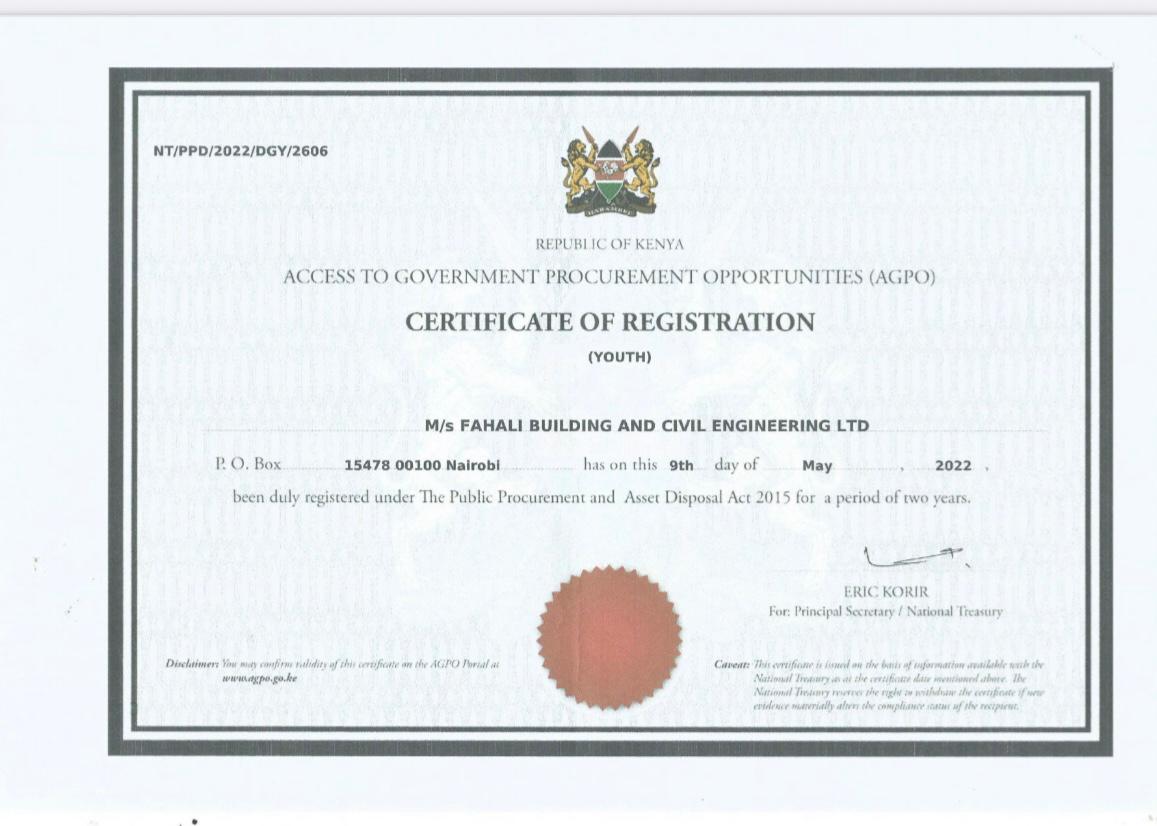 NT/PPD/2022/DGY/2606
HARAMBEE
REPUBLIC OF KENYA
ACCESS TO GOVERNMENT PROCUREMENT OPPORTUNITIES (AGPO)
CERTIFICATE OF REGISTRATION
(YOUTH)
M/s FAHALI BUILDING AND CIVIL ENGINEERING LTD
P. O. Box 15478 00100 Nairobi has on this 9th day of May , 2022 .
been duly registered under The Public Procurement and Asset Disposal Act 2015 for a period of two years.
ERIC KORIR
For: Principal Secretary / National Treasury
Disclaimer: You may confirm validity of this certificate on the AGPO Portal at
www.agpo.go.ke
Caveat: This certificate is issued on the basis of information available with the
National Treasury as at the certificate date mentioned above. The
National Treasury reserves the right to withdraw the certificate if new
evidence materially alters the compliance status of the recipient.